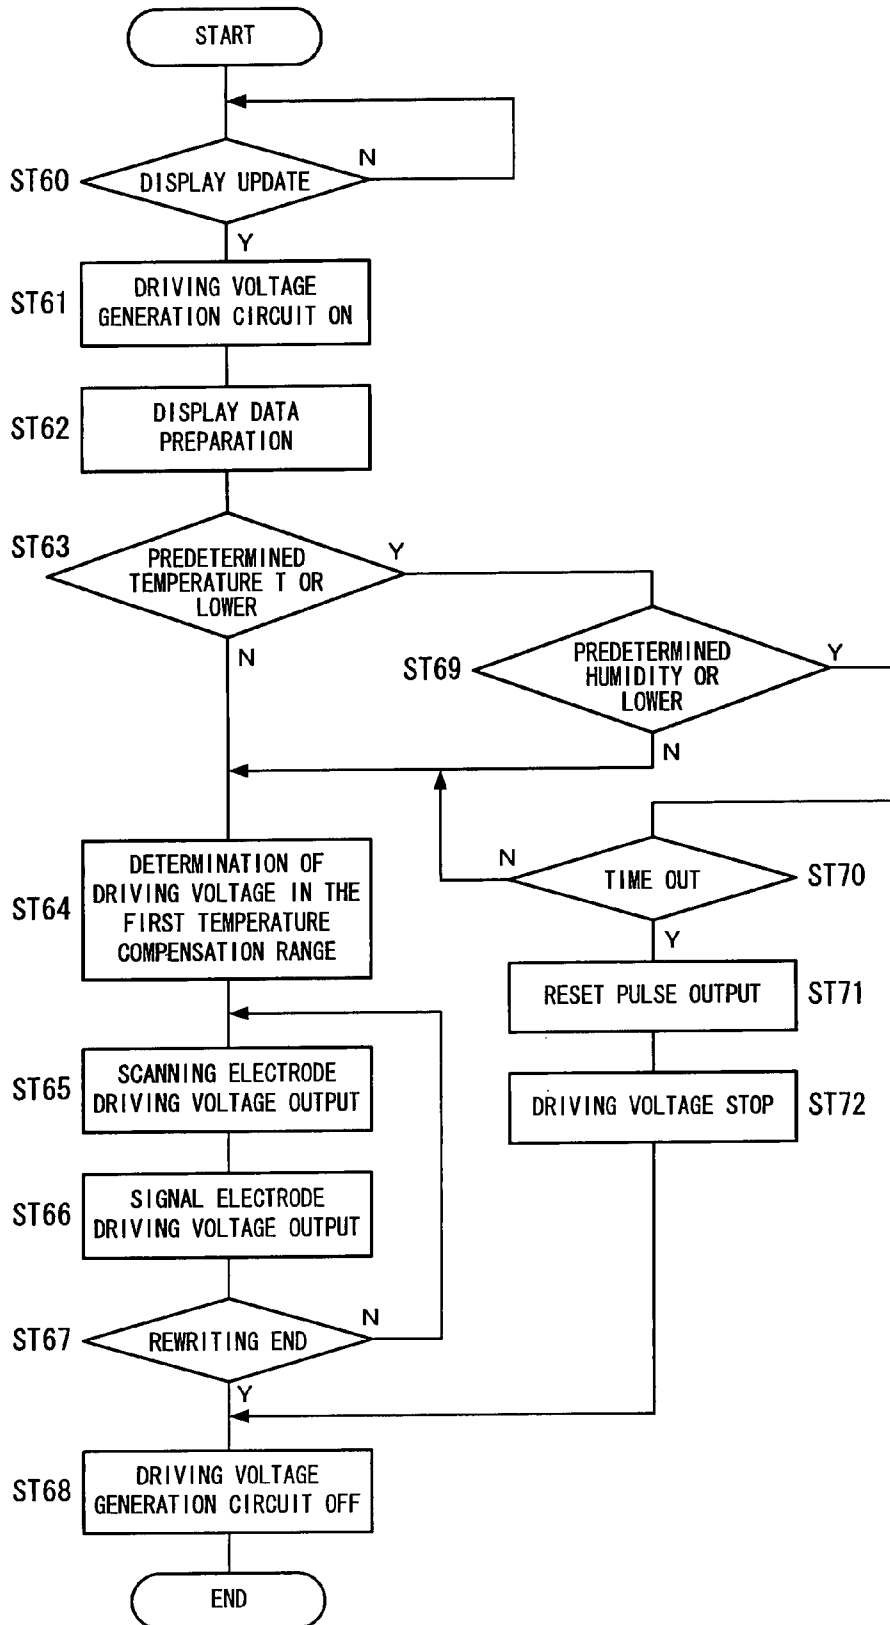 START
N
ST60
DISPLAY UPDATE
Y
ST61
DRIVING VOLTAGE
GENERATION CIRCUIT ON
ST62
DISPLAY DATA
PREPARATION
ST63
Y
PREDETERMINED
TEMPERATURE T OR
LOWER
N
ST69
PREDETERMINED
HUMIDITY OR
LOWER
Y
N
ST64
DETERMINATION OF
DRIVING VOLTAGE IN THE
FIRST TEMPERATURE
COMPENSATION RANGE
N
TIME OUT
ST70
Y
RESET PULSE OUTPUT
ST71
ST65
SCANNING ELECTRODE
DRIVING VOLTAGE OUTPUT
DRIVING VOLTAGE STOP
ST72
ST66
SIGNAL ELECTRODE
DRIVING VOLTAGE OUTPUT
N
ST67
REWRITING END
Y
ST68
DRIVING VOLTAGE
GENERATION CIRCUIT OFF
END